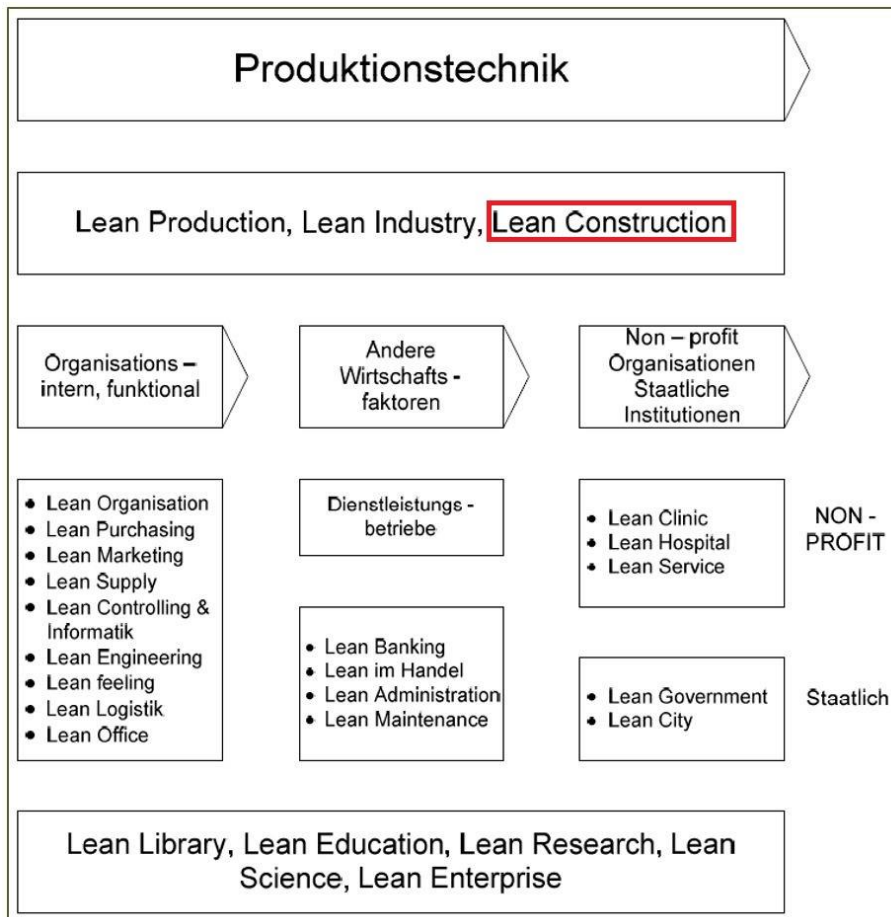 Produktionstechnik
Lean Production, Lean Industry, Lean Construction
Organisations –
intern, funktional
Andere
Wirtschafts -
faktoren
Non – profit
Organisationen
Staatliche
Institutionen
• Lean Organisation
• Lean Purchasing
• Lean Marketing
• Lean Supply
• Lean Controlling &
Informatik
• Lean Engineering
• Lean feeling
• Lean Logistik
• Lean Office
Dienstleistungs -
betriebe
• Lean Banking
• Lean im Handel
• Lean Administration
• Lean Maintenance
• Lean Clinic
• Lean Hospital
• Lean Service
NON -
PROFIT
• Lean Government
• Lean City
Staatlich
Lean Library, Lean Education, Lean Research, Lean
Science, Lean Enterprise